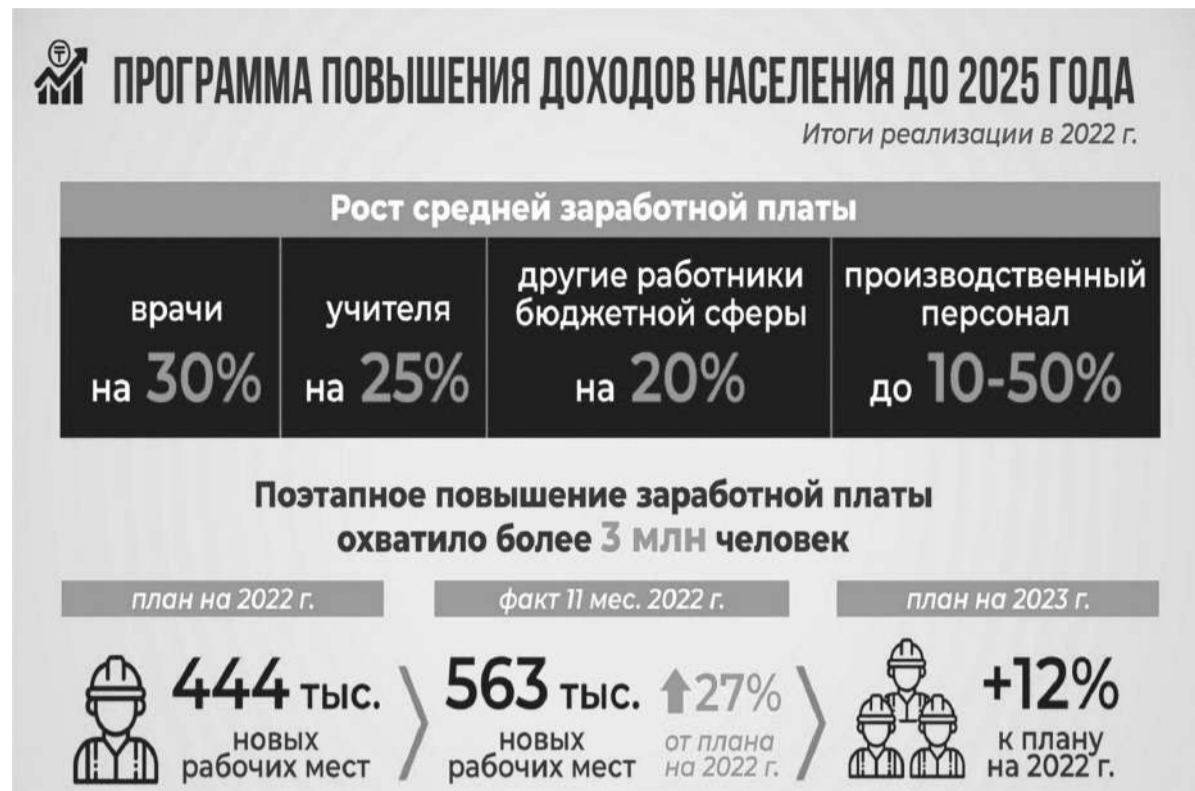 ПРОГРАММА ПОВЫШЕНИЯ ДОХОДОВ НАСЕЛЕНИЯ ДО 2025 ГОДА
Итоги реализации в 2022 г.
Рост средней заработной платы
врачи
на 30%
учителя
на 25%
другие работники
бюджетной сферы
на 20%
производственный
персонал
до 10-50%
Поэтапное повышение заработной платы
охватило более 3 млн человек
план на 2022 г.
444 тыс.
новых
рабочих мест
факт 11 мес. 2022 г.
563 тыс.
новых
рабочих мест
27%
от плана
на 2022 г.
план на 2023 г.
+12%
к плану
на 2022 г.